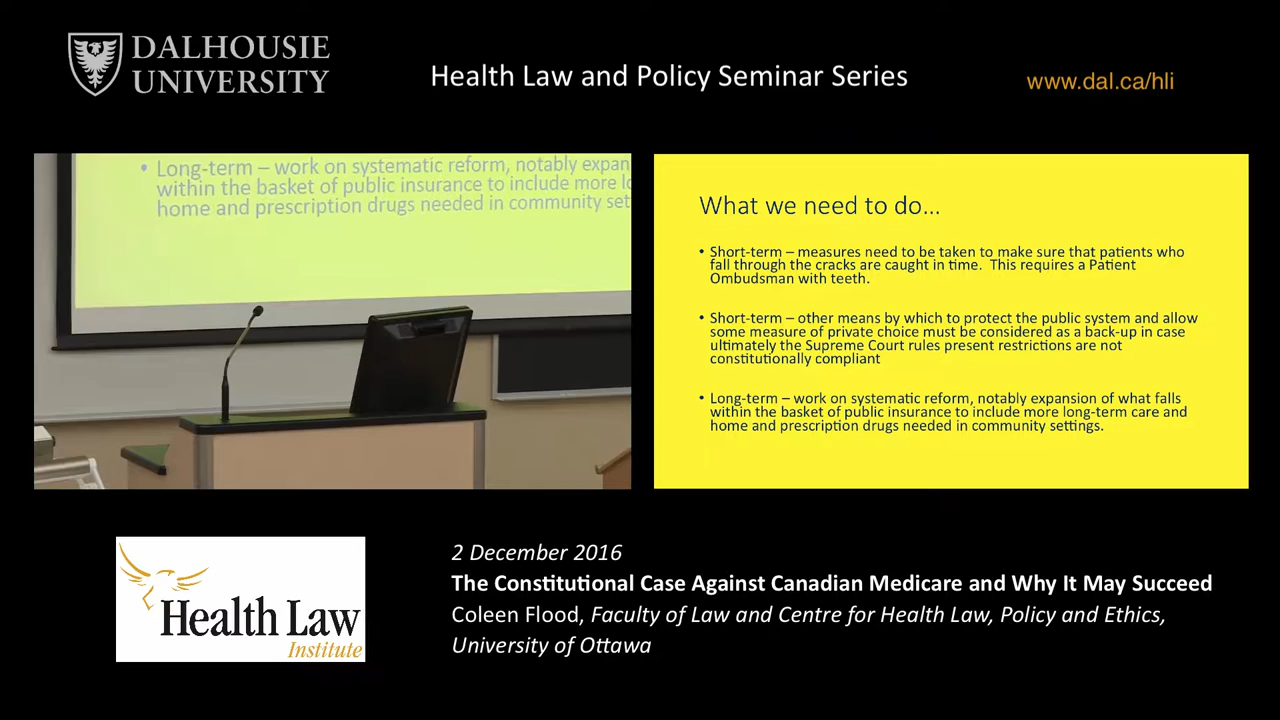 DALHOUSIE
UNIVERSITY
Health Law and Policy Seminar Series
www.dal.ca/hli
• Long-term – work on systematic reform, notably expan
within the basket of public insurance to include more lo
home and prescription drugs needed in community set
What we need to do...
• Short-term – measures need to be taken to make sure that patients who
fall through the cracks are caught in time. This requires a Patient
Ombudsman with teeth.
• Short-term – other means by which to protect the public system and allow
some measure of private choice must be considered as a back-up in case
ultimately the Supreme Court rules present restrictions are not
constitutionally compliant
• Long-term – work on systematic reform, notably expansion of what falls
within the basket of public insurance to include more long-term care and
home and prescription drugs needed in community settings.
Health Law
Institute
2 December 2016
The Constitutional Case Against Canadian Medicare and Why It May Succeed
Coleen Flood, Faculty of Law and Centre for Health Law, Policy and Ethics,
University of Ottawa